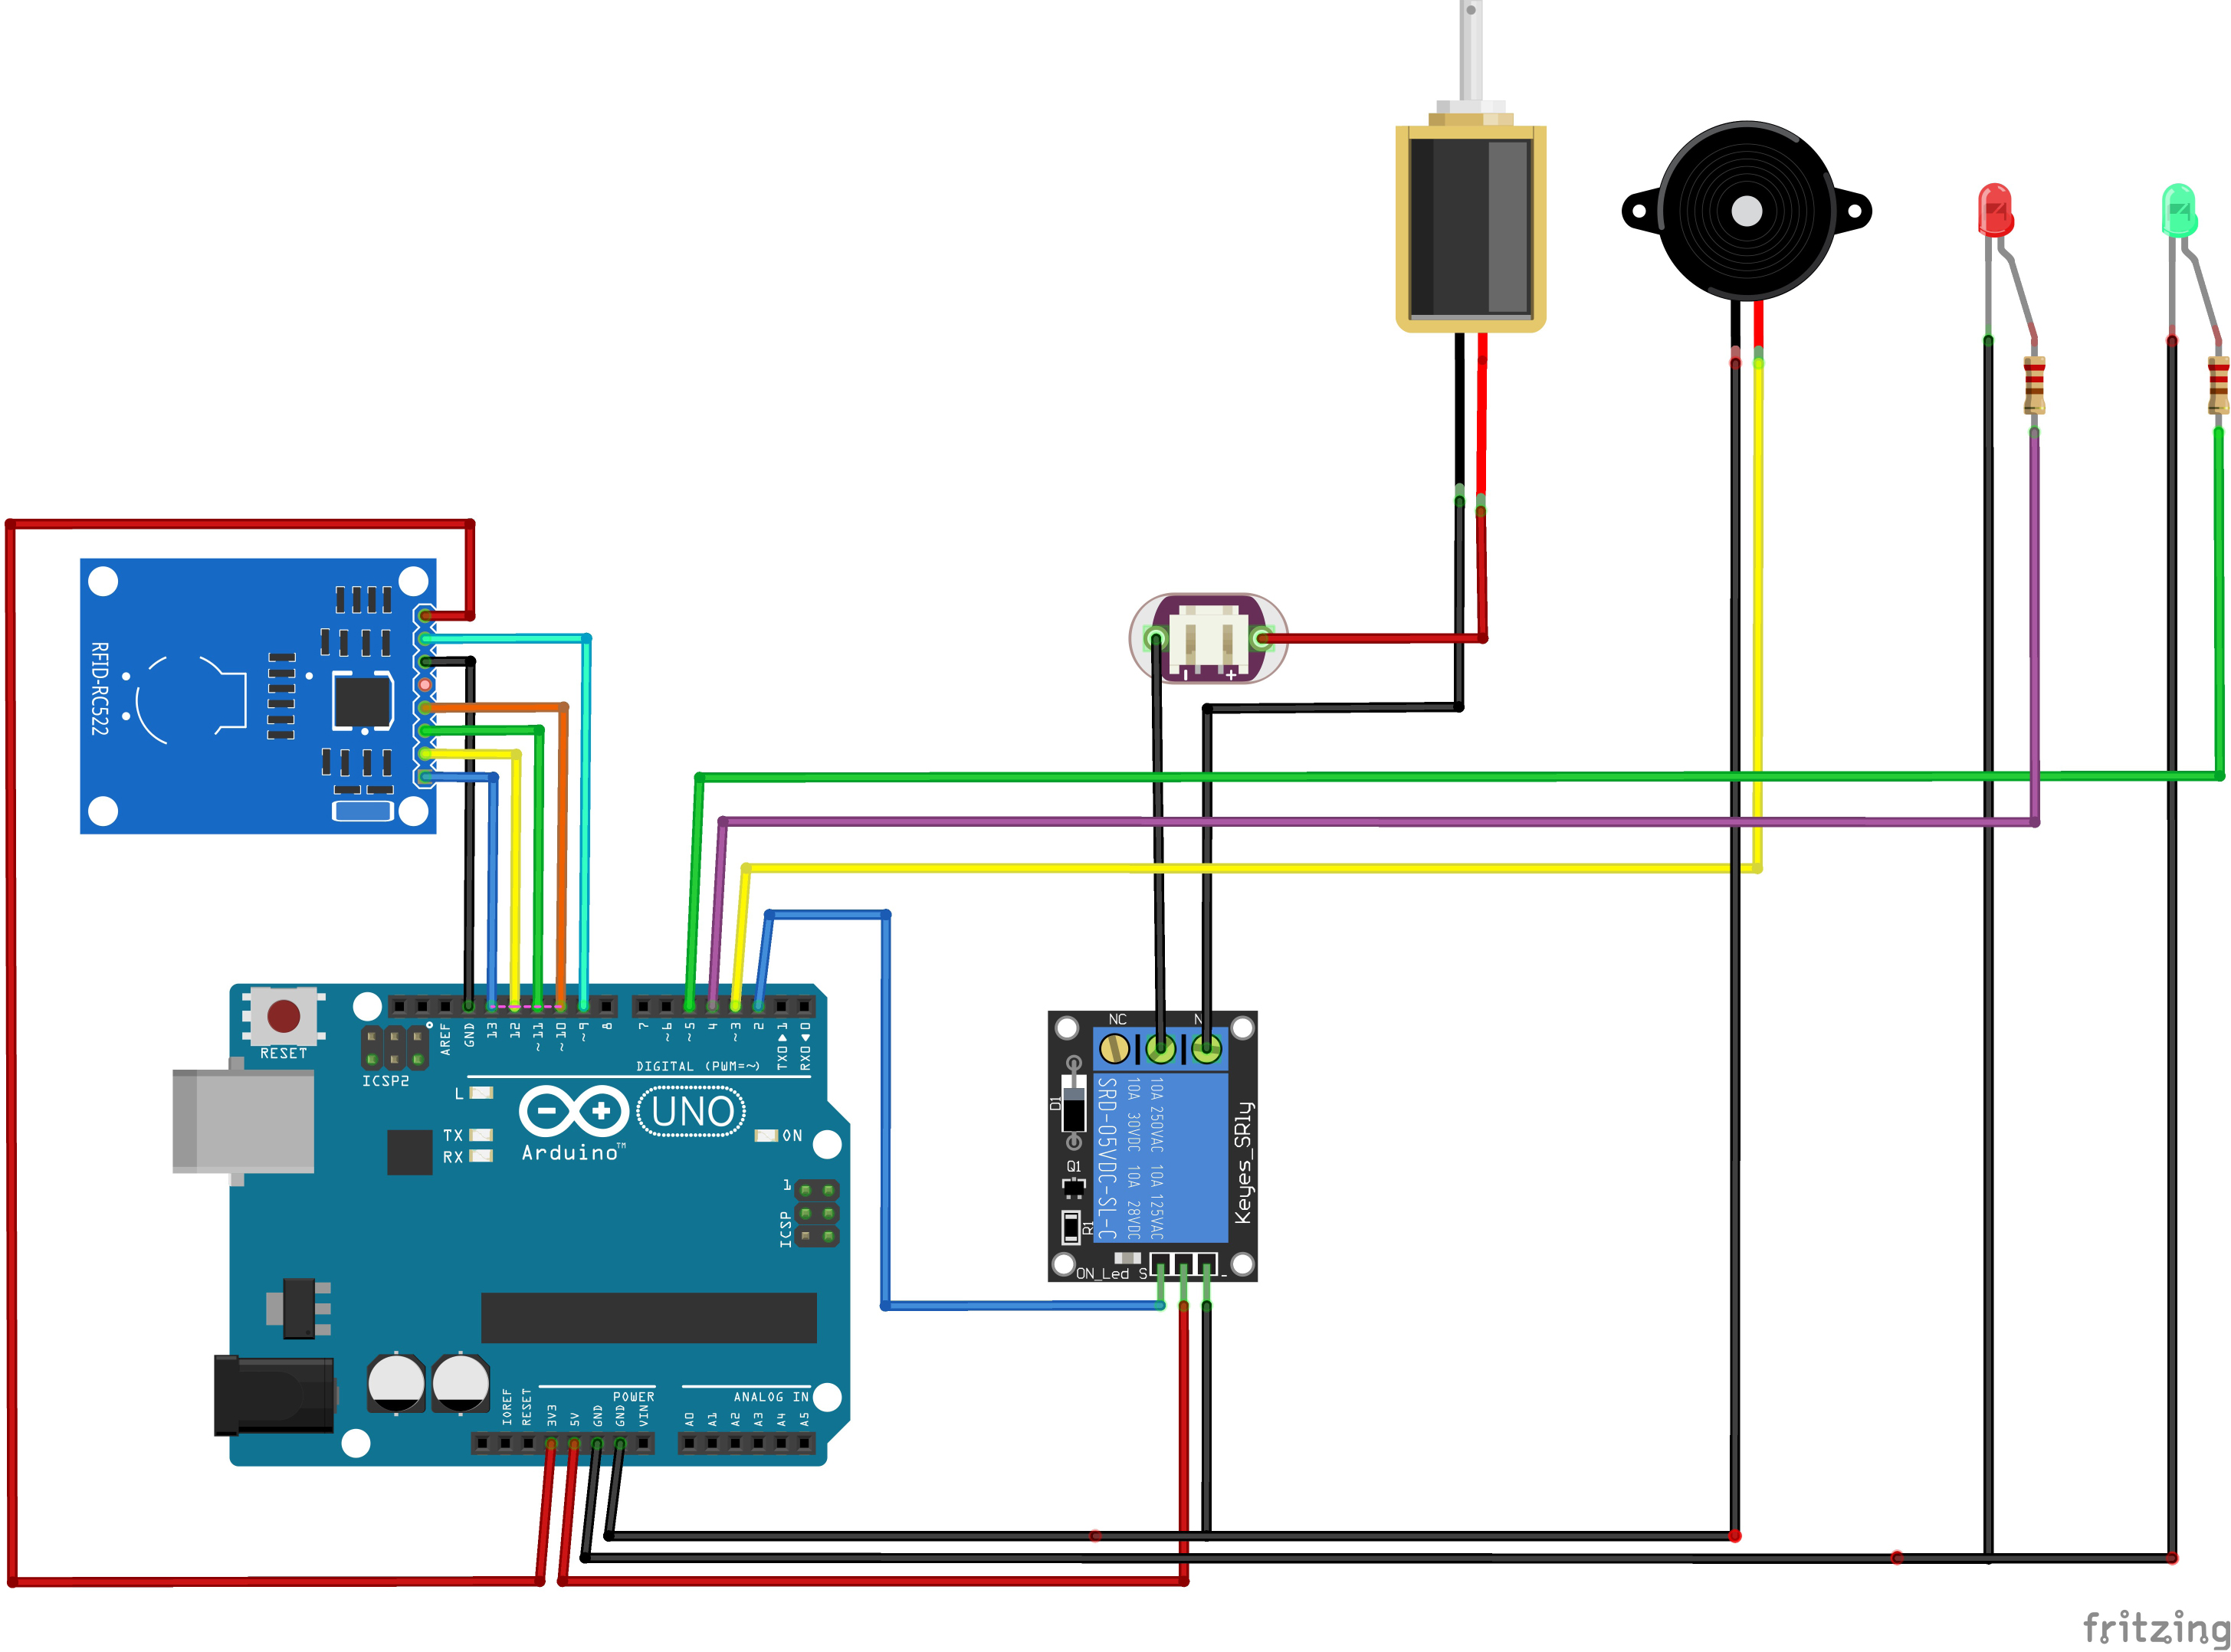 RFID-RC522
- +
RESET
ICSP2
AREF
GND
13
12
~11
~10
~9
8
7
~6
~5
4
~3
2
TX0 ▶ 1
RX0 ◀ 0
DIGITAL (PWM=~)
L
TX
RX
UNO
Arduino™
ON
1
ICSP
IOREF
RESET
3V3
5V
GND
GND
VIN
POWER
ANALOG IN
A0
A1
A2
A3
A4
A5
NC
N
D1
Q1
R1
SRD-05VDC-SL-C
10A 30VDC 10A 28VDC
10A 250VAC 10A 125VAC
Keyes_SRly
ON_Led S
-
fritzing